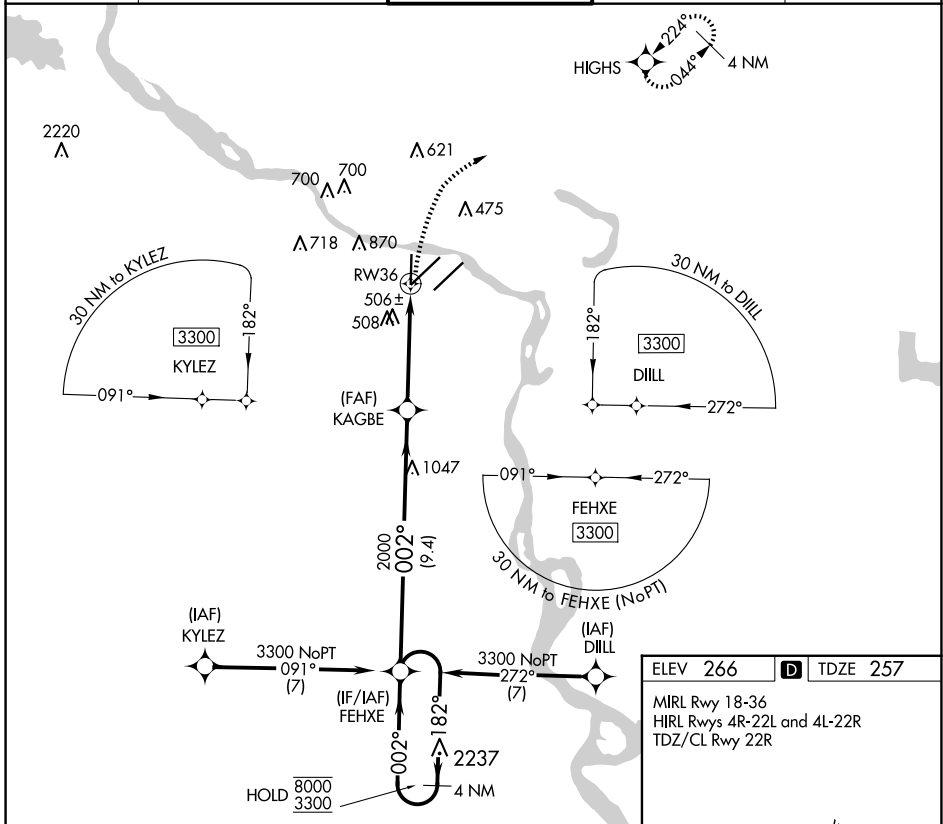 224°
044°
4 NM
HIGHS
2220
621
700
700
475
718
870
RW36
506±
508
30 NM to KYLEZ
182°
3300
KYLEZ
091°
30 NM to DIILL
182°
3300
DIILL
272°
(FAF)
KAGBE
1047
091°
272°
FEHXE
3300
30 NM to FEHXE (NoPT)
2000
002°
(9.4)
(IAF)
KYLEZ
3300 NoPT
091°
(7)
(IAF)
DIILL
3300 NoPT
272°
(7)
(IF/IAF)
FEHXE
002°
182°
2237
HOLD 8000
3300
4 NM
ELEV 266 D TDZE 257
MIRL Rwy 18-36
HIRL Rwys 4R-22L and 4L-22R
TDZ/CL Rwy 22R